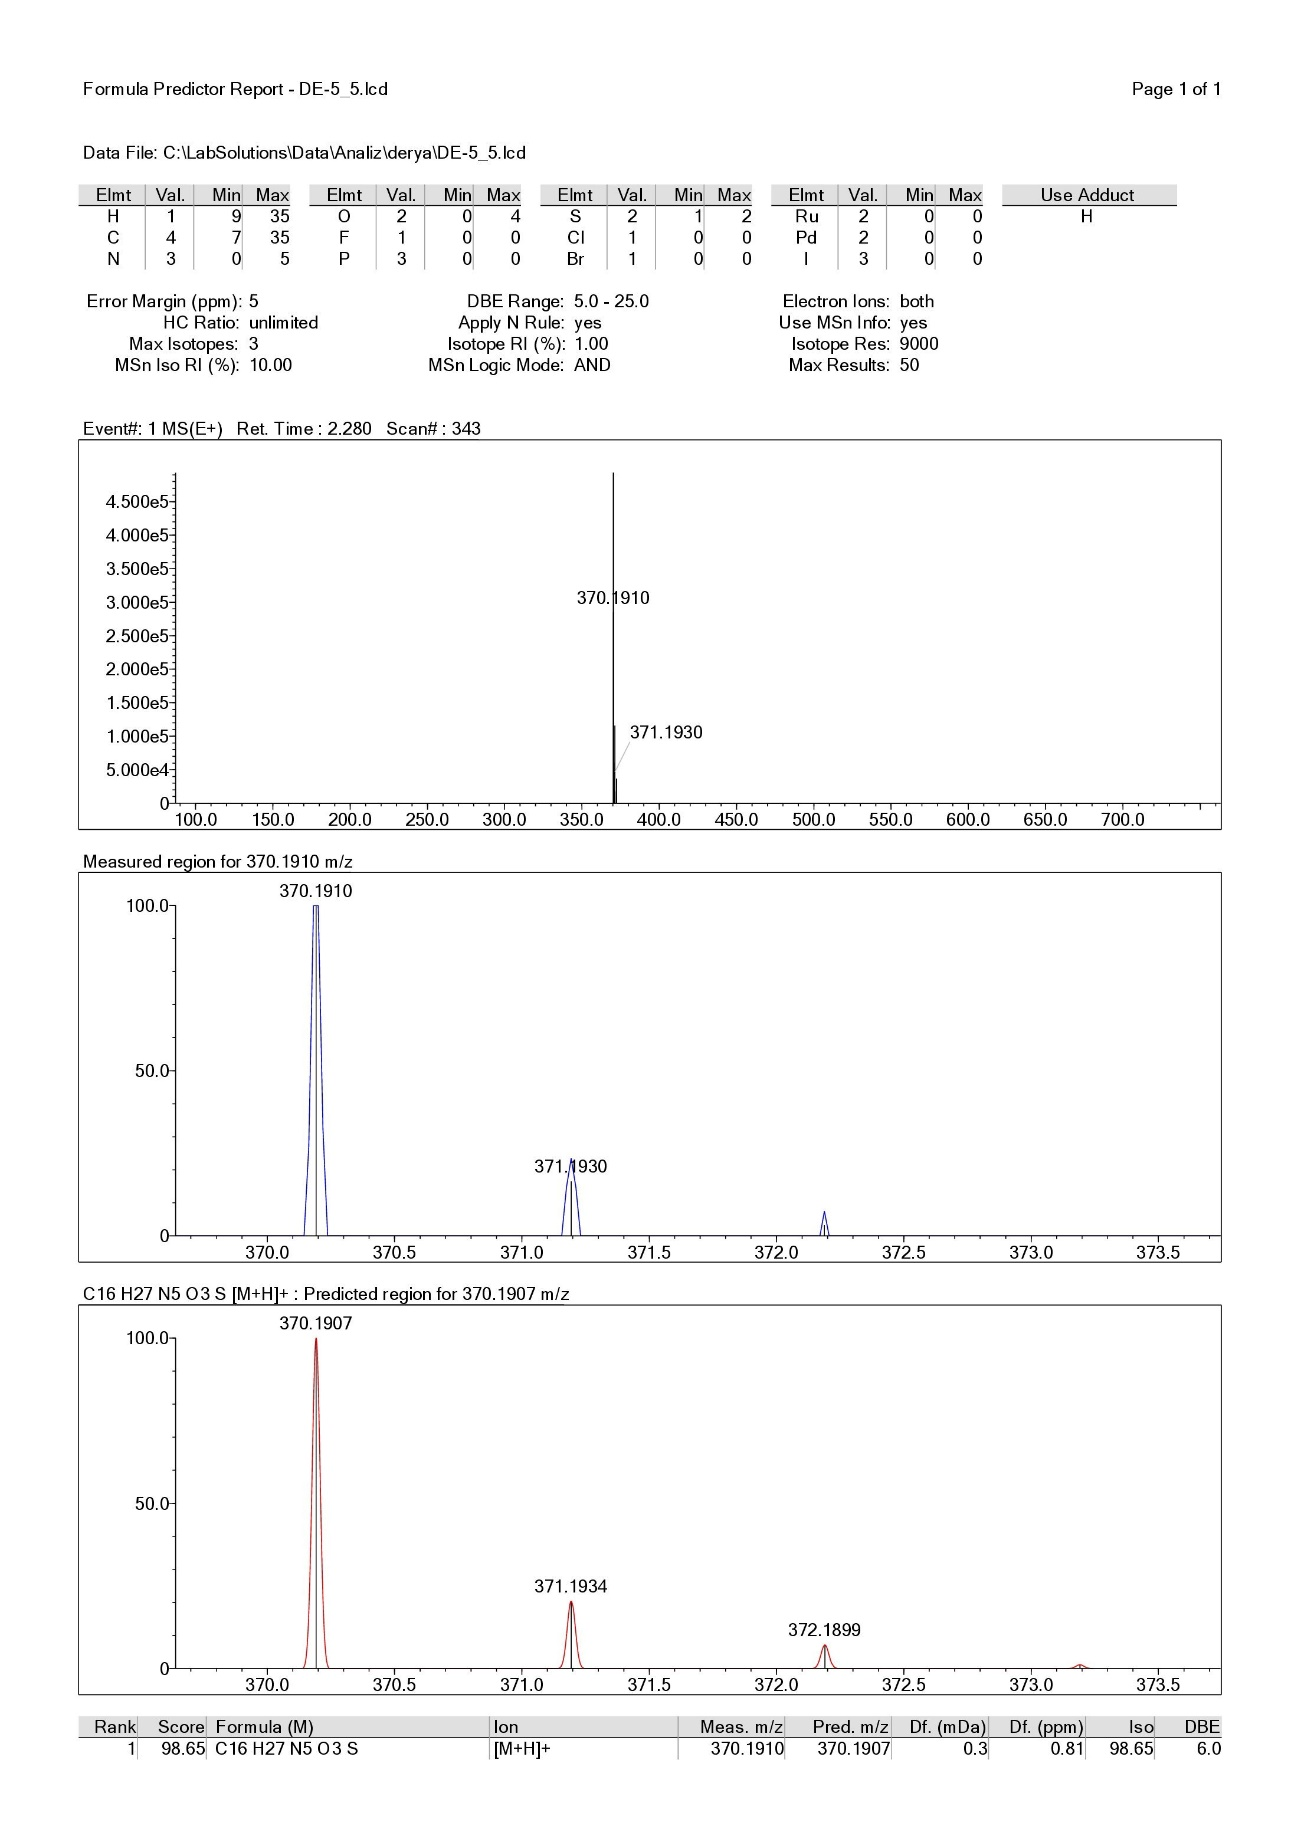 Formula Predictor Report - DE-5_5.lcd Page 1 of 1
Data File: C:\LabSolutions\Data\Analiz\derya\DE-5_5.lcd
Elmt Val. Min Max Elmt Val. Min Max Elmt Val. Min Max Elmt Val. Min Max Use Adduct
H 1 9 35 O 2 0 4 S 2 1 2 Ru 2 0 0 H
C 4 7 35 F 1 0 0 Cl 1 0 0 Pd 2 0 0
N 3 0 5 P 3 0 0 Br 1 0 0 I 3 0 0
Error Margin (ppm): 5 DBE Range: 5.0 - 25.0 Electron Ions: both
HC Ratio: unlimited Apply N Rule: yes Use MSn Info: yes
Max Isotopes: 3 Isotope RI (%): 1.00 Isotope Res: 9000
MSn Iso RI (%): 10.00 MSn Logic Mode: AND Max Results: 50
Event#: 1 MS(E+) Ret. Time : 2.280 Scan# : 343
4.500e5
4.000e5
3.500e5
370.1910
3.000e5
2.500e5
2.000e5
1.500e5
371.1930
1.000e5
5.000e4
0
100.0 150.0 200.0 250.0 300.0 350.0 400.0 450.0 500.0 550.0 600.0 650.0 700.0
Measured region for 370.1910 m/z
370.1910
100.0
50.0
371.1930
0
370.0 370.5 371.0 371.5 372.0 372.5 373.0 373.5
C16 H27 N5 O3 S [M+H]+ : Predicted region for 370.1907 m/z
370.1907
100.0
50.0
371.1934
372.1899
0
370.0 370.5 371.0 371.5 372.0 372.5 373.0 373.5
Rank Score Formula (M) Ion Meas. m/z Pred. m/z Df. (mDa) Df. (ppm) Iso DBE
1 98.65 C16 H27 N5 O3 S [M+H]+ 370.1910 370.1907 0.3 0.81 98.65 6.0